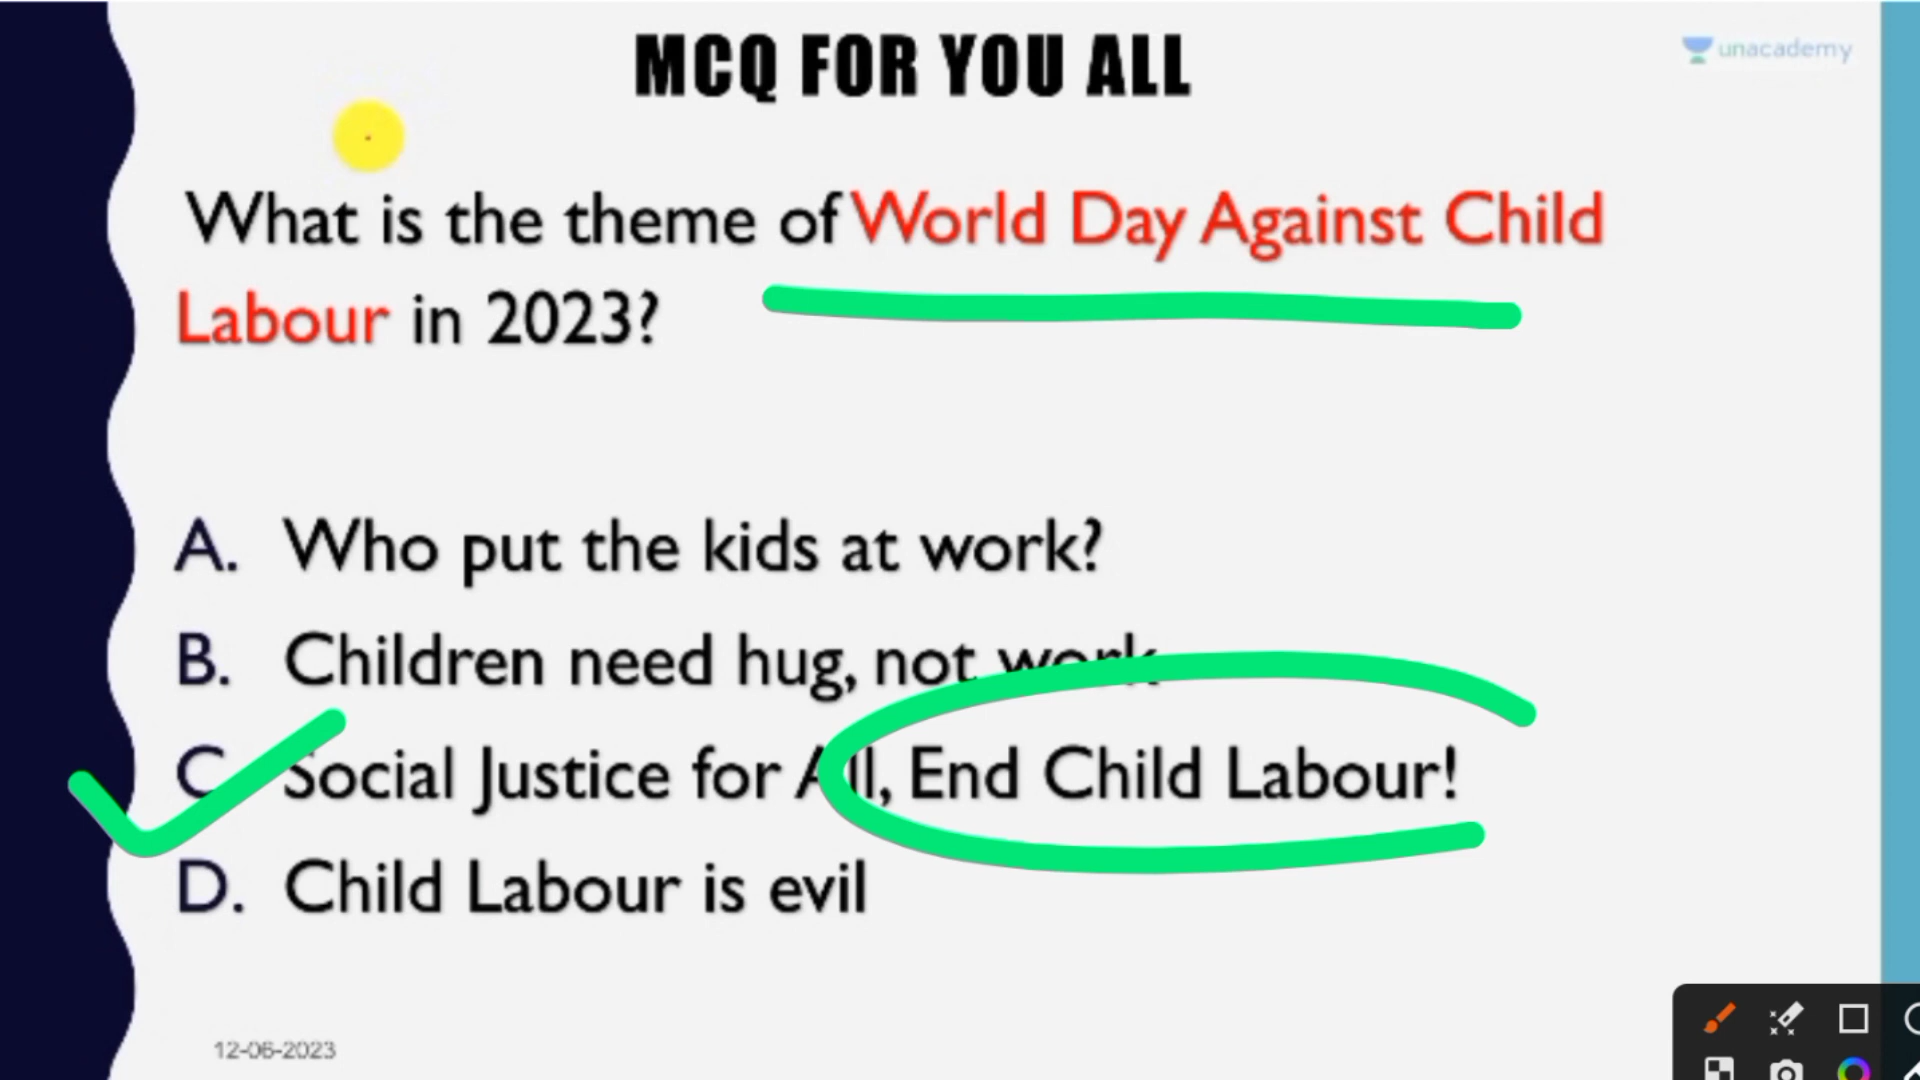 MCQ FOR YOU ALL
unacademy
What is the theme of World Day Against Child
Labour in 2023?
A. Who put the kids at work?
B. Children need hug, not work
C. Social Justice for All, End Child Labour!
D. Child Labour is evil
12-06-2023